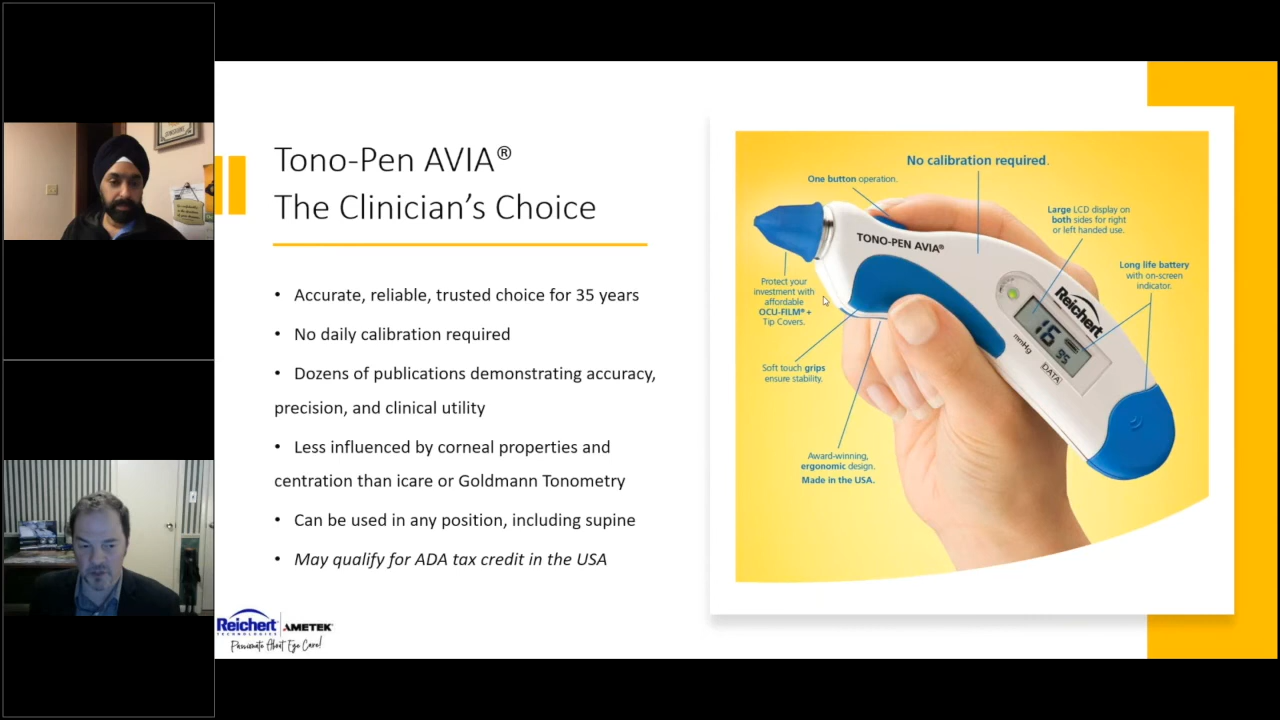 Tono-Pen AVIA®
The Clinician’s Choice
• Accurate, reliable, trusted choice for 35 years
• No daily calibration required
• Dozens of publications demonstrating accuracy,
precision, and clinical utility
• Less influenced by corneal properties and
centration than icare or Goldmann Tonometry
• Can be used in any position, including supine
• May qualify for ADA tax credit in the USA
Reichert
TECHNOLOGIES
AMETEK®
Passionate About Eye Care!
No calibration required.
One button operation.
Large LCD display on
both sides for right
or left handed use.
Long life battery
with on-screen
indicator.
TONO-PEN AVIA®
Protect your
investment with
affordable
OCU-FILM® +
Tip Covers.
Reichert
16
95
mmHg
DATA
Soft touch grips
ensure stability.
Award-winning,
ergonomic design.
Made in the USA.